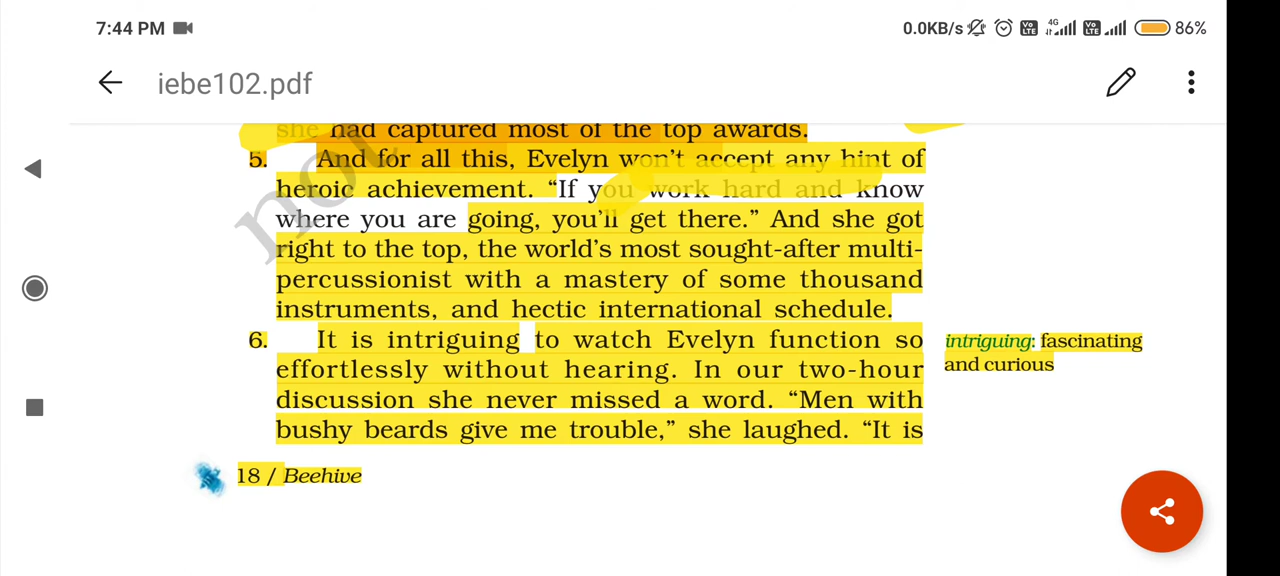 7:44 PM 0.0KB/s 4G 86%
iebe102.pdf
she had captured most of the top awards.
5. And for all this, Evelyn won't accept any hint of
heroic achievement. “If you work hard and know
where you are going, you'll get there.” And she got
right to the top, the world's most sought-after multi-
percussionist with a mastery of some thousand
instruments, and hectic international schedule.
6. It is intriguing to watch Evelyn function so
effortlessly without hearing. In our two-hour
discussion she never missed a word. “Men with
bushy beards give me trouble,” she laughed. “It is
intriguing: fascinating
and curious
18 / Beehive
not